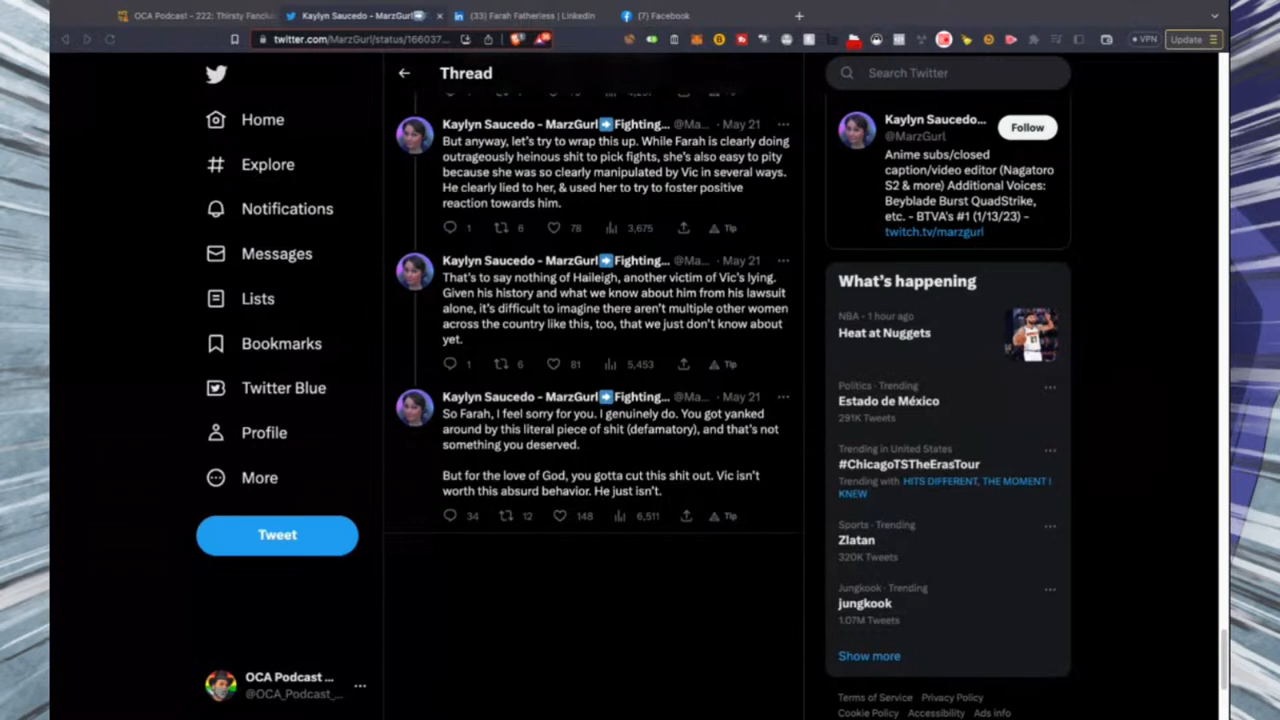 OCA Podcast - 222: Thirsty Fanclu
Kaylyn Saucedo - MarzGurl➡️
(33) Farah Fatherless | LinkedIn
(7) Facebook
twitter.com/MarzGurl/status/166037...
VPN
Update
Home
Explore
Notifications
Messages
Lists
Bookmarks
Twitter Blue
Profile
More
Tweet
OCA Podcast ...
@OCA_Podcast_...
Thread
Kaylyn Saucedo - MarzGurl➡️Fighting... @Ma... · May 21
But anyway, let's try to wrap this up. While Farah is clearly doing
outrageously heinous shit to pick fights, she's also easy to pity
because she was so clearly manipulated by Vic in several ways.
He clearly lied to her, & used her to try to foster positive
reaction towards him.
1 6 78 3,675 Tip
Kaylyn Saucedo - MarzGurl➡️Fighting... @Ma... · May 21
That's to say nothing of Haileigh, another victim of Vic's lying.
Given his history and what we know about him from his lawsuit
alone, it's difficult to imagine there aren't multiple other women
across the country like this, too, that we just don't know about
yet.
1 6 81 5,453 Tip
Kaylyn Saucedo - MarzGurl➡️Fighting... @Ma... · May 21
So Farah, I feel sorry for you. I genuinely do. You got yanked
around by this literal piece of shit (defamatory), and that's not
something you deserved.
But for the love of God, you gotta cut this shit out. Vic isn't
worth this absurd behavior. He just isn't.
34 12 148 6,511 Tip
Search Twitter
Kaylyn Saucedo...
@MarzGurl
Follow
Anime subs/closed
caption/video editor (Nagatoro
S2 & more) Additional Voices:
Beyblade Burst QuadStrike,
etc. - BTVA's #1 (1/13/23) -
twitch.tv/marzgurl
What's happening
NBA · 1 hour ago
Heat at Nuggets
Politics · Trending
Estado de México
291K Tweets
Trending in United States
#ChicagoTSTheErasTour
Trending with HITS DIFFERENT, THE MOMENT I
KNEW
Sports · Trending
Zlatan
320K Tweets
Jungkook · Trending
jungkook
1.07M Tweets
Show more
Terms of Service Privacy Policy
Cookie Policy Accessibility Ads info